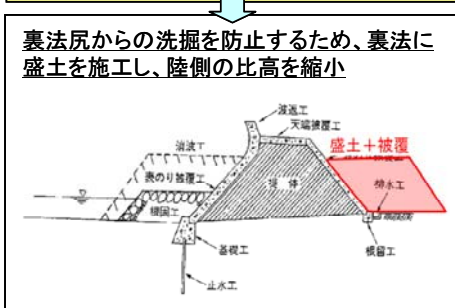 裏法尻からの洗掘を防止するため、裏法に
盛土を施工し、陸側の比高を縮小
波返工
天端被覆工
消波工
盛土＋被覆
表のり被覆工
堤体
排水工
根固工
基礎工
根留工
止水工